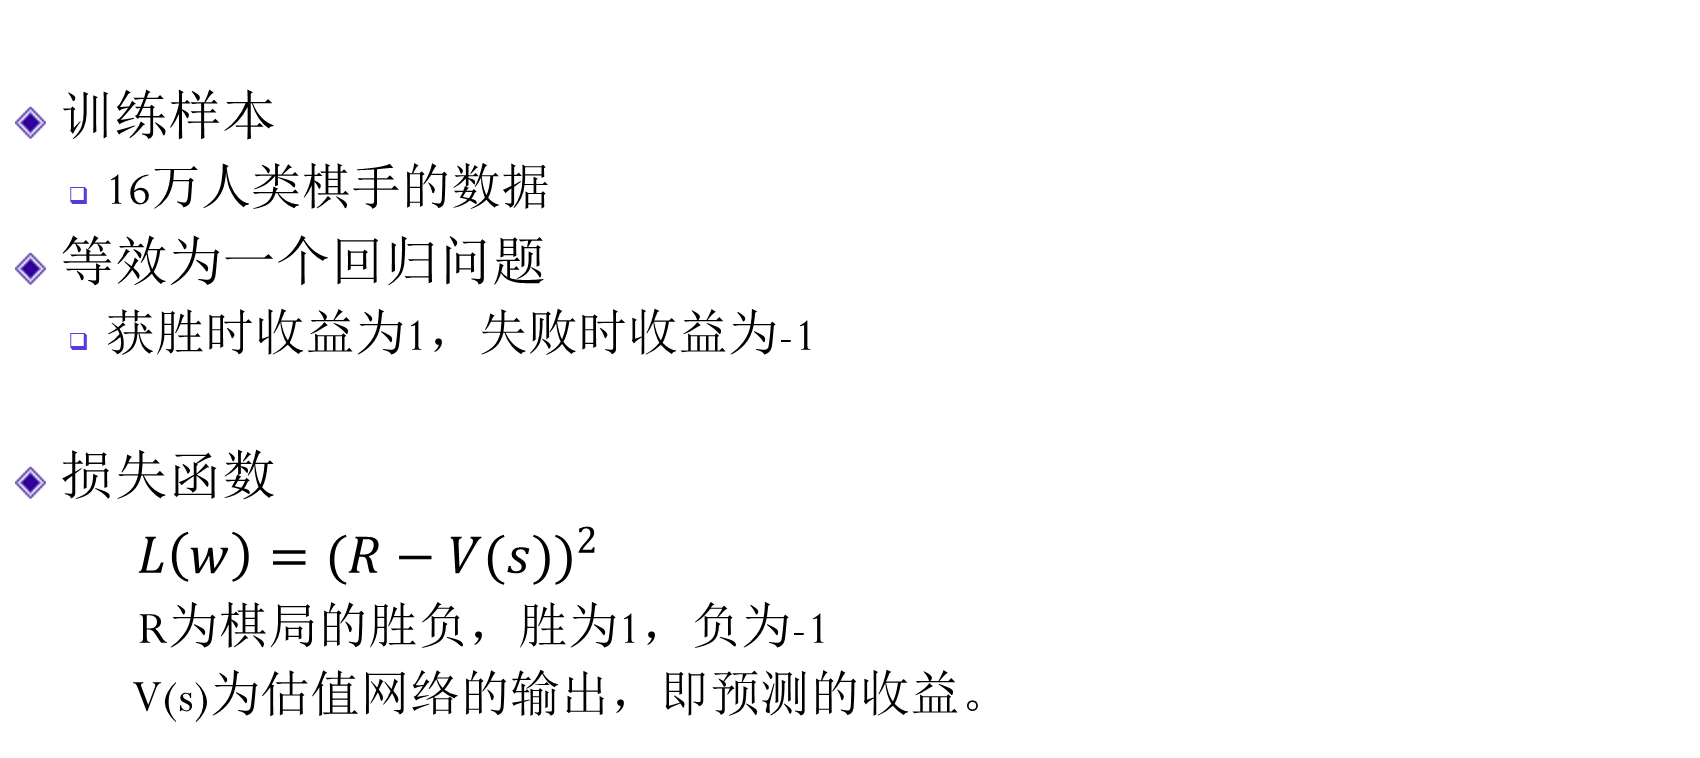 训练样本
16万人类棋手的数据
等效为一个回归问题
获胜时收益为1，失败时收益为-1
损失函数
L(w) = (R − V(s))²
R为棋局的胜负，胜为1，负为-1
V(s)为估值网络的输出，即预测的收益。